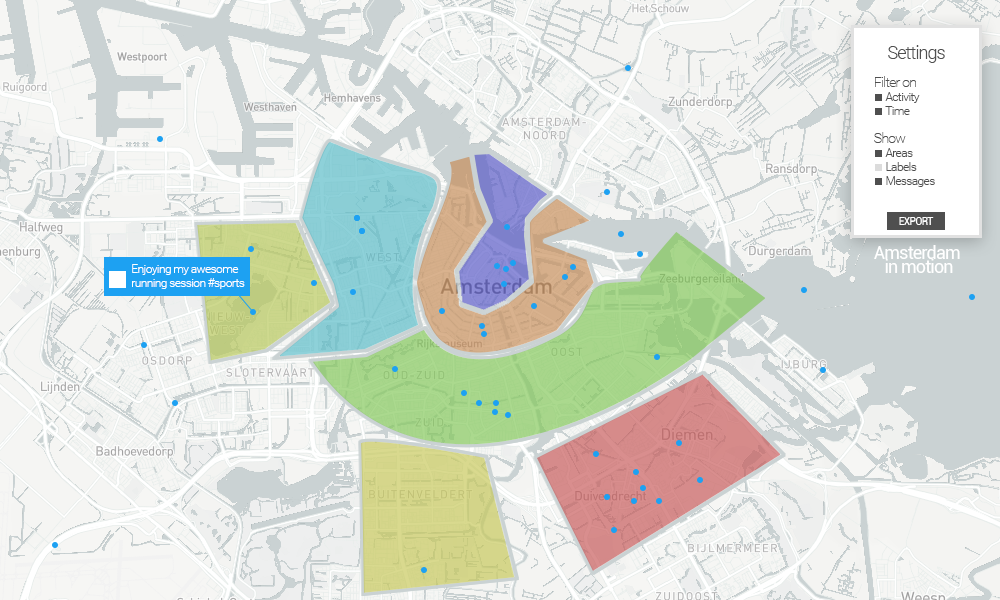 Het Schouw
Westpoort
Settings
Ruigoord
Filter on
Activity
Time
Hemhavens
Westhaven
Zunderdorp
AMSTERDAM-
NOORD
Show
Areas
Labels
Messages
Ransdorp
EXPORT
Halfweg
Durgerdam
Amsterdam
in motion
nenburg
WEST
Enjoying my awesome
running session #sports
Zeeburgereiland
Amsterdam
Rijksmuseum
OOST
OSDORP
SLOTERVAART
OUD-ZUID
IJBURG
Lijnden
ZUID
Diemen
Badhoevedorp
BUITENVELDERT
Duivendrecht
BIJLMERMEER
ZUIDOOST
Weesp